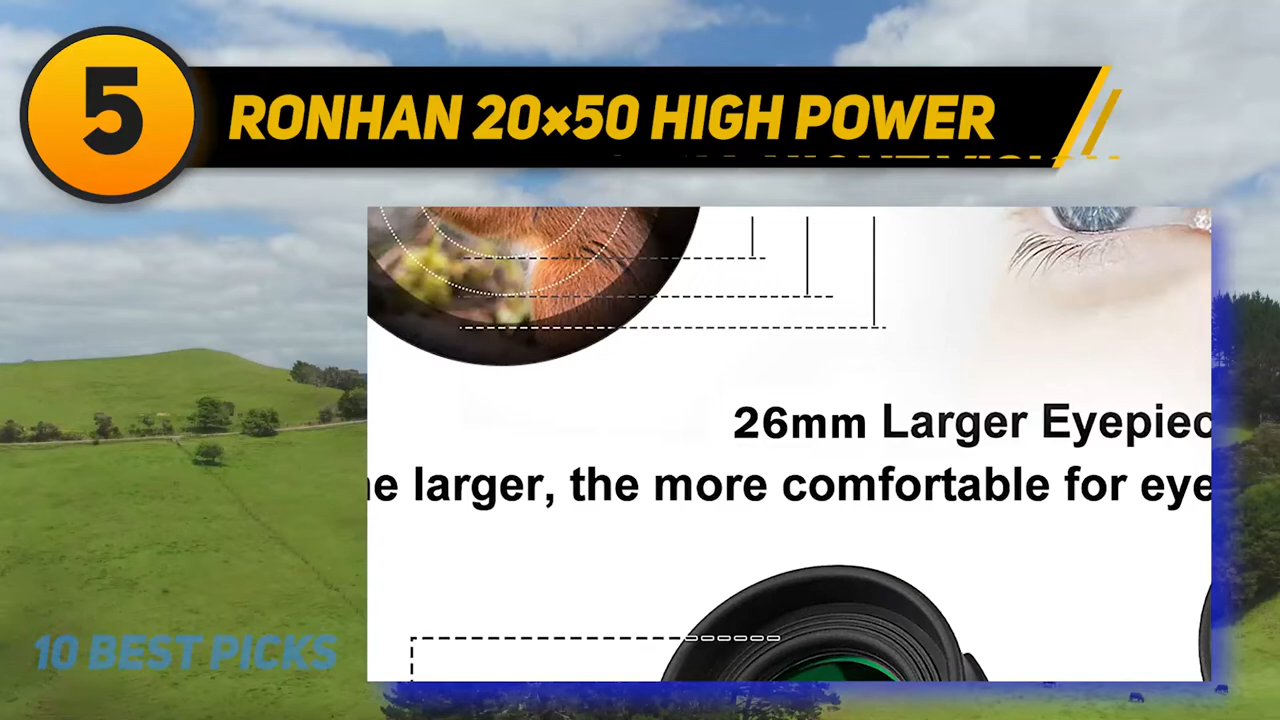 5
RONHAN 20×50 HIGH POWER
26mm Larger Eyepiec
e larger, the more comfortable for eye
10 BEST PICKS